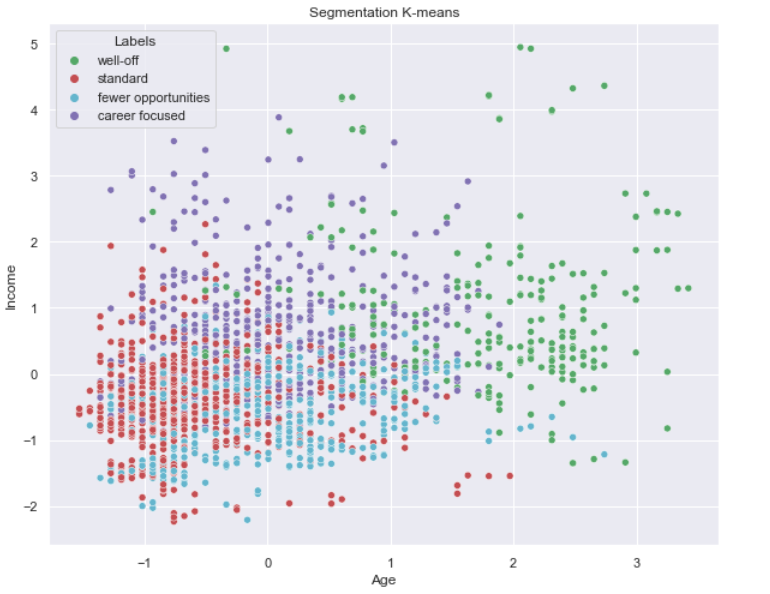 Segmentation K-means
Labels
well-off
standard
fewer opportunities
career focused
5
4
3
2
1
0
−1
−2
Income
−1 0 1 2 3
Age